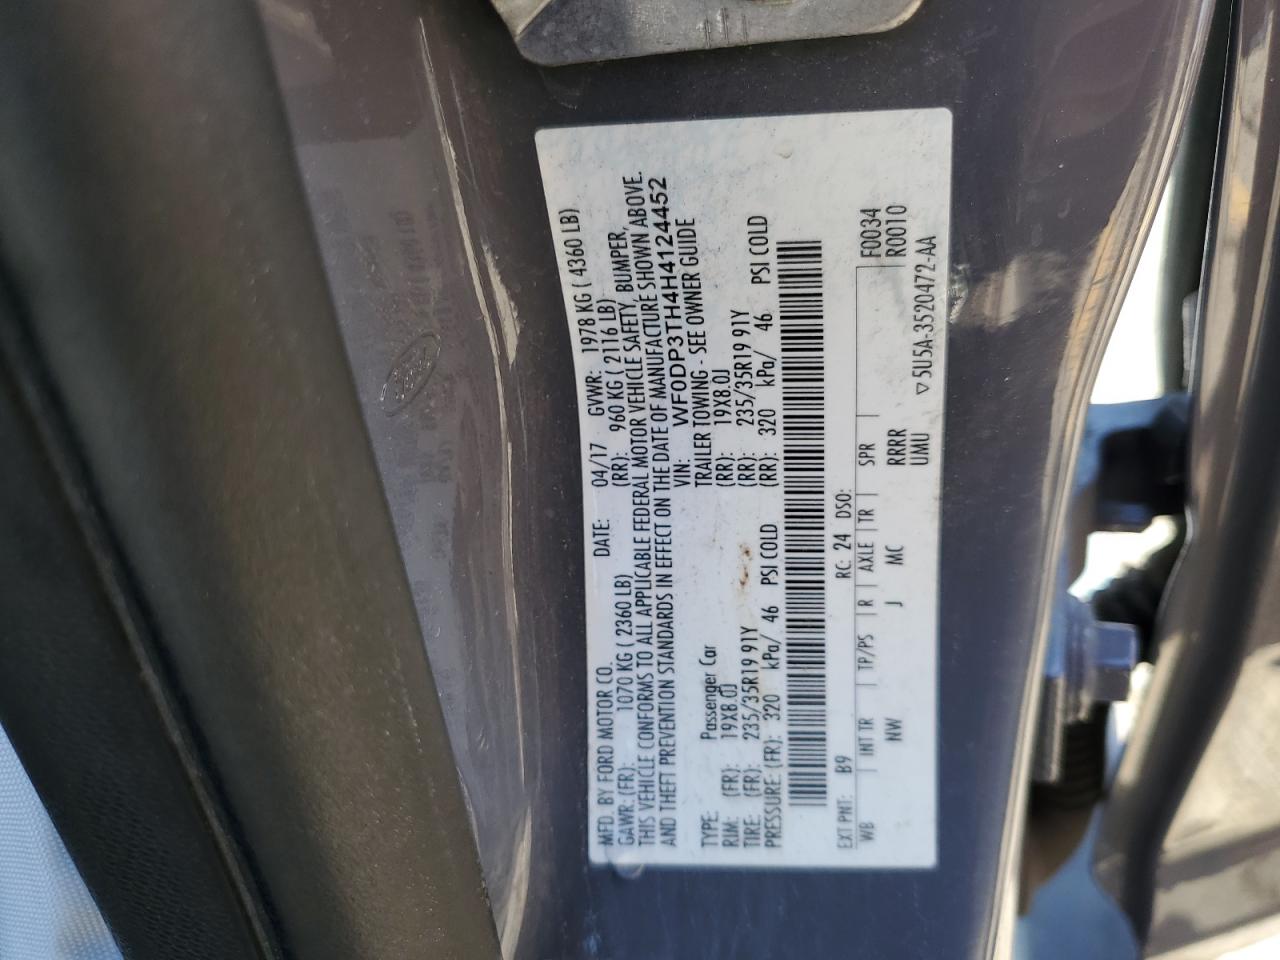 MFD. BY FORD MOTOR CO. DATE: 04/17 GVWR: 1978 KG ( 4360 LB)
GAWR: (FR): 1070 KG ( 2360 LB) (RR): 960 KG ( 2116 LB)
THIS VEHICLE CONFORMS TO ALL APPLICABLE FEDERAL MOTOR VEHICLE SAFETY, BUMPER,
AND THEFT PREVENTION STANDARDS IN EFFECT ON THE DATE OF MANUFACTURE SHOWN ABOVE.
VIN: WF0DP3TH4H4124452
TYPE: Passenger Car TRAILER TOWING - SEE OWNER GUIDE
RIM: (FR): 19X8.0J (RR): 19X8.0J
TIRE: (FR): 235/35R19 91Y (RR): 235/35R19 91Y
PRESSURE: (FR): 320 kPa/ 46 PSI COLD (RR): 320 kPa/ 46 PSI COLD
EXT PNT: B9 RC: 24 DSO: F0034
WB INT TR TP/PS R AXLE TR SPR R0010
NW J MC RRRR
UMU
▽5U5A-3520472-AA